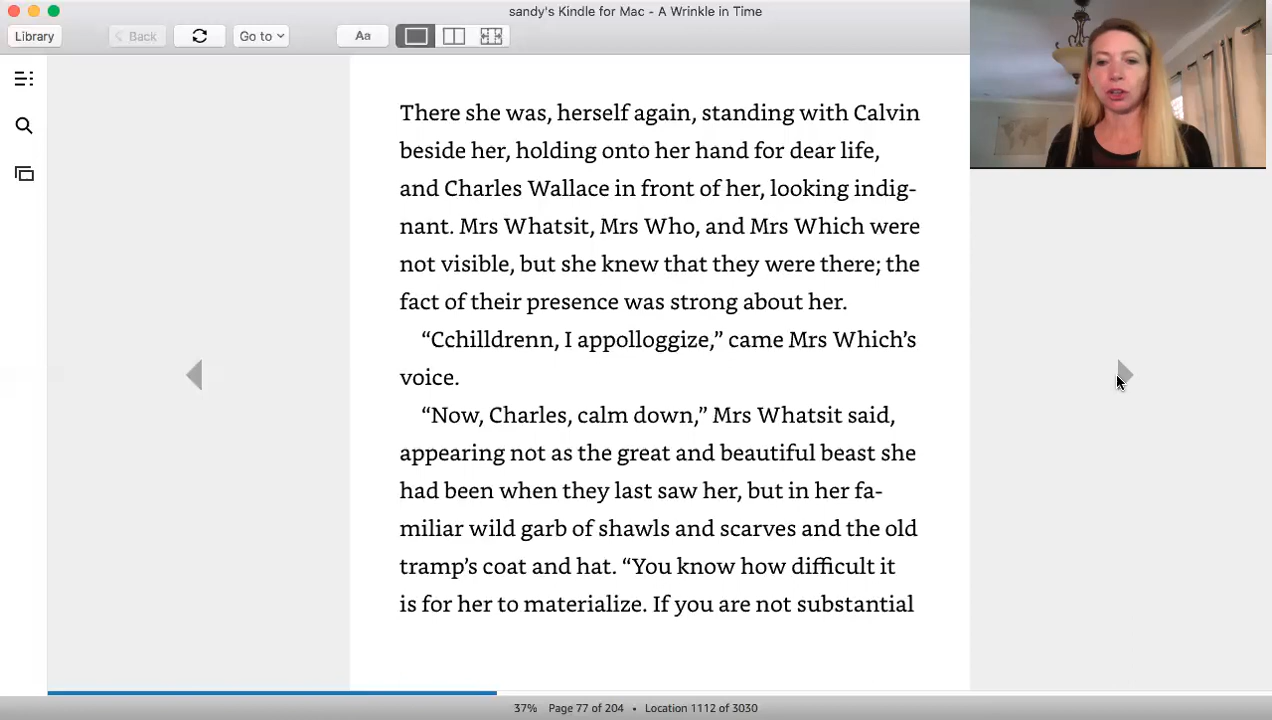 sandy's Kindle for Mac - A Wrinkle in Time
Library
Back
Go to
Aa
There she was, herself again, standing with Calvin
beside her, holding onto her hand for dear life,
and Charles Wallace in front of her, looking indig-
nant. Mrs Whatsit, Mrs Who, and Mrs Which were
not visible, but she knew that they were there; the
fact of their presence was strong about her.
“Cchilldrenn, I appolloggize,” came Mrs Which’s
voice.
“Now, Charles, calm down,” Mrs Whatsit said,
appearing not as the great and beautiful beast she
had been when they last saw her, but in her fa-
miliar wild garb of shawls and scarves and the old
tramp’s coat and hat. “You know how difficult it
is for her to materialize. If you are not substantial
37% Page 77 of 204 • Location 1112 of 3030